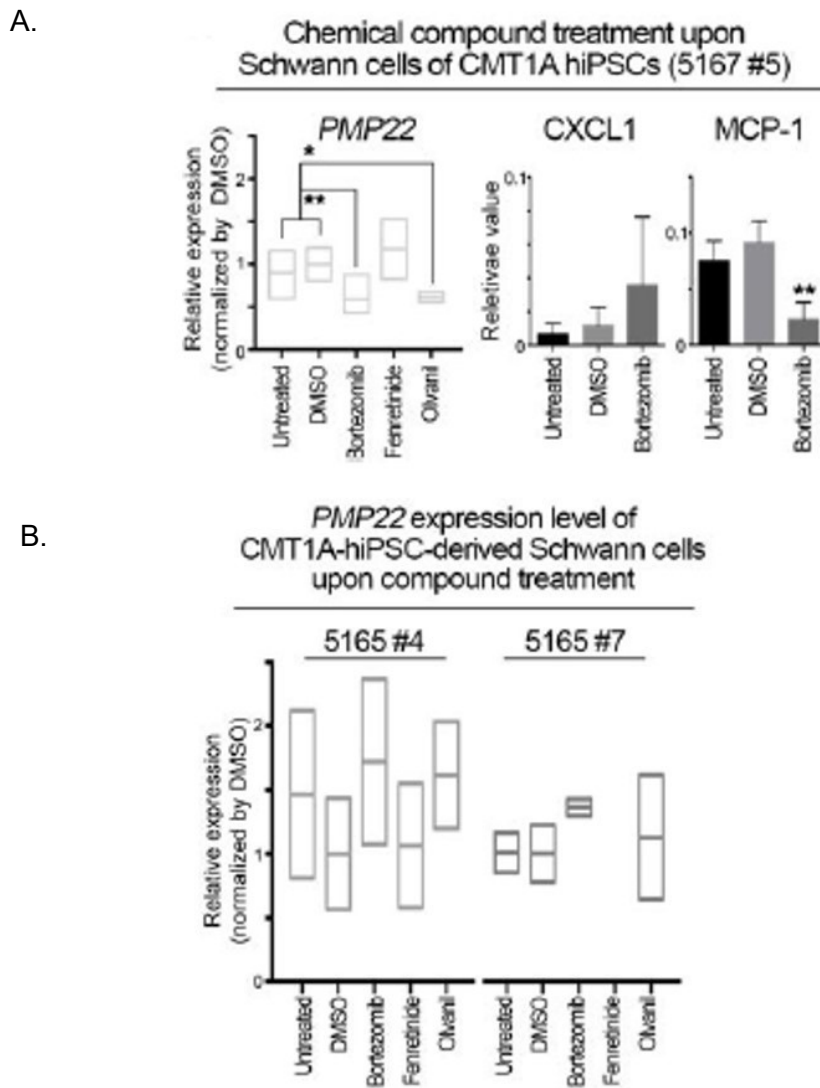 A.
Chemical compound treatment upon
Schwann cells of CMT1A hiPSCs (5167 #5)
PMP22
CXCL1
MCP-1
Relative expression
(normalized by DMSO)
2
1
0
*
**
Untreated
DMSO
Bortezomib
Fenretinide
Olvanil
Reletivae value
0.1
0
Untreated
DMSO
Bortezomib
0.1
0
**
Untreated
DMSO
Bortezomib
B.
PMP22 expression level of
CMT1A-hiPSC-derived Schwann cells
upon compound treatment
5165 #4
5165 #7
Relative expression
(normalized by DMSO)
2
1
0
Untreated
DMSO
Bortezomib
Fenretinide
Olvanil
Untreated
DMSO
Bortezomib
Fenretinide
Olvanil